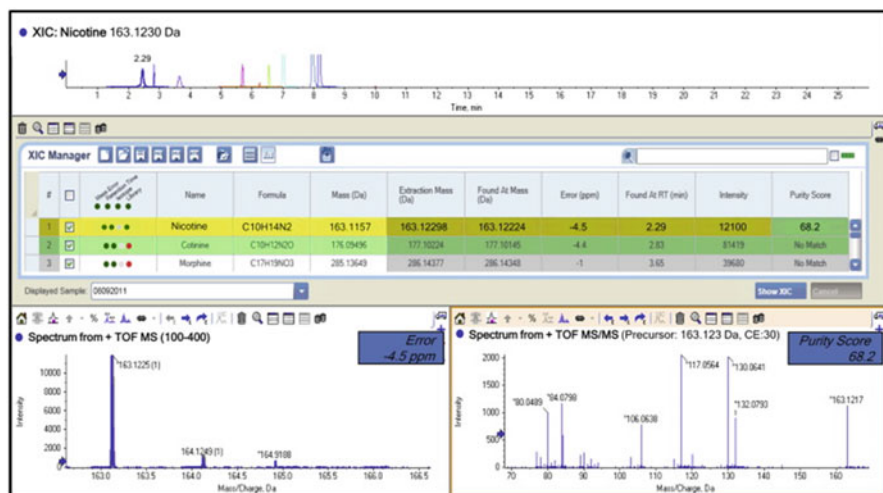 XIC: Nicotine 163.1230 Da
2.29
1 2 3 4 5 6 7 8 9 10 11 12 13 14 15 16 17 18 19 20 21 22 23 24 25
Time, min
XIC Manager
# Mass Error Retention Time Isotope Library Name Formula Mass (Da) Extraction Mass (Da) Found At Mass (Da) Error (ppm) Found At RT (min) Intensity Purity Score
1 Nicotine C10H14N2 163.1157 163.12298 163.12224 -4.5 2.29 12100 68.2
2 Cotinine C10H12N2O 176.09496 177.10224 177.10145 -4.4 2.83 81419 No Match
3 Morphine C17H19NO3 285.13649 286.14377 286.14348 -1 3.65 39680 No Match
Displayed Sample: 06092011 Show XIC Cancel
Spectrum from + TOF MS (100-400)
Error
-4.5 ppm
Intensity
10000
8000
6000
4000
2000
0
*163.1225 (1)
164.1249 (1)
*164.9188
163.0 163.5 164.0 164.5 165.0 165.5 166.0 166.5
Mass/Charge, Da
Spectrum from + TOF MS/MS (Precursor: 163.123 Da, CE:30)
Purity Score
68.2
Intensity
2000
1500
1000
500
0
*80.0489
*84.0798
*106.0638
*117.0564
*130.0641
*132.0793
*163.1217
70 80 90 100 110 120 130 140 150 160
Mass/Charge, Da